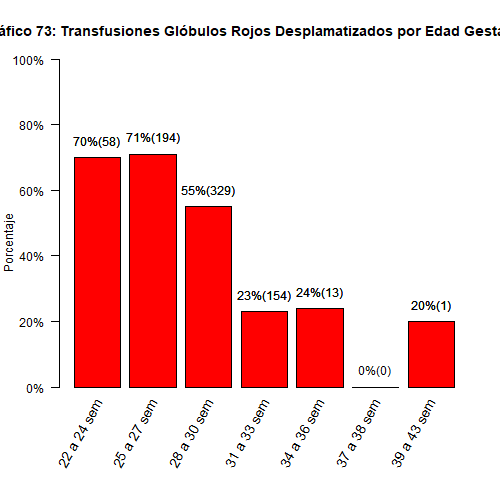 áfico 73: Transfusiones Glóbulos Rojos Desplamatizados por Edad Gesta
Porcentaje
100%
80%
60%
40%
20%
0%
70%(58)
71%(194)
55%(329)
23%(154)
24%(13)
0%(0)
20%(1)
22 a 24 sem
25 a 27 sem
28 a 30 sem
31 a 33 sem
34 a 36 sem
37 a 38 sem
39 a 43 sem